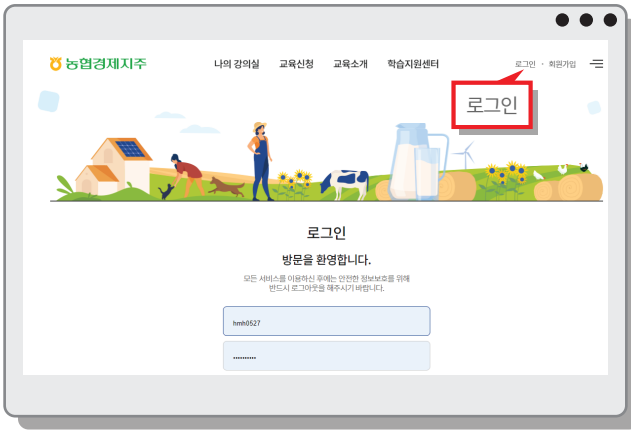 농협경제지주
나의 강의실 교육신청 교육소개 학습지원센터
로그인 · 회원가입
로그인
로그인
방문을 환영합니다.
모든 서비스를 이용하신 후에는 안전한 정보보호를 위해
반드시 로그아웃을 해주시기 바랍니다.
hmh0527
••••••••••